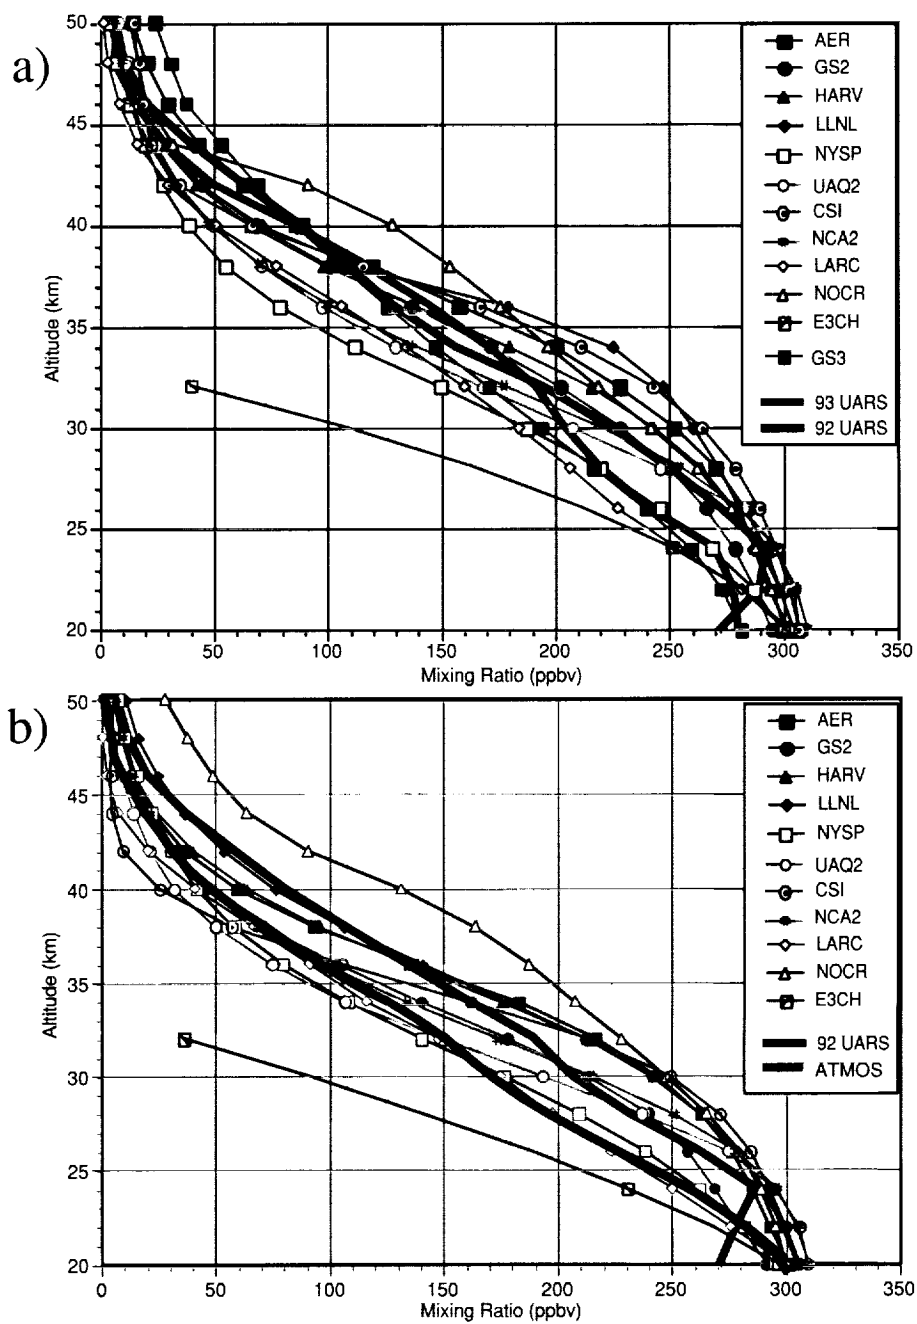 a)
50
45
40
35
30
25
20
Altitude (km)
0
50
100
150
200
250
300
350
Mixing Ratio (ppbv)
AER
GS2
HARV
LLNL
NYSP
UAQ2
CSI
NCA2
LARC
NOCR
E3CH
GS3
93 UARS
92 UARS
b)
50
45
40
35
30
25
20
Altitude (km)
0
50
100
150
200
250
300
350
Mixing Ratio (ppbv)
AER
GS2
HARV
LLNL
NYSP
UAQ2
CSI
NCA2
LARC
NOCR
E3CH
92 UARS
ATMOS